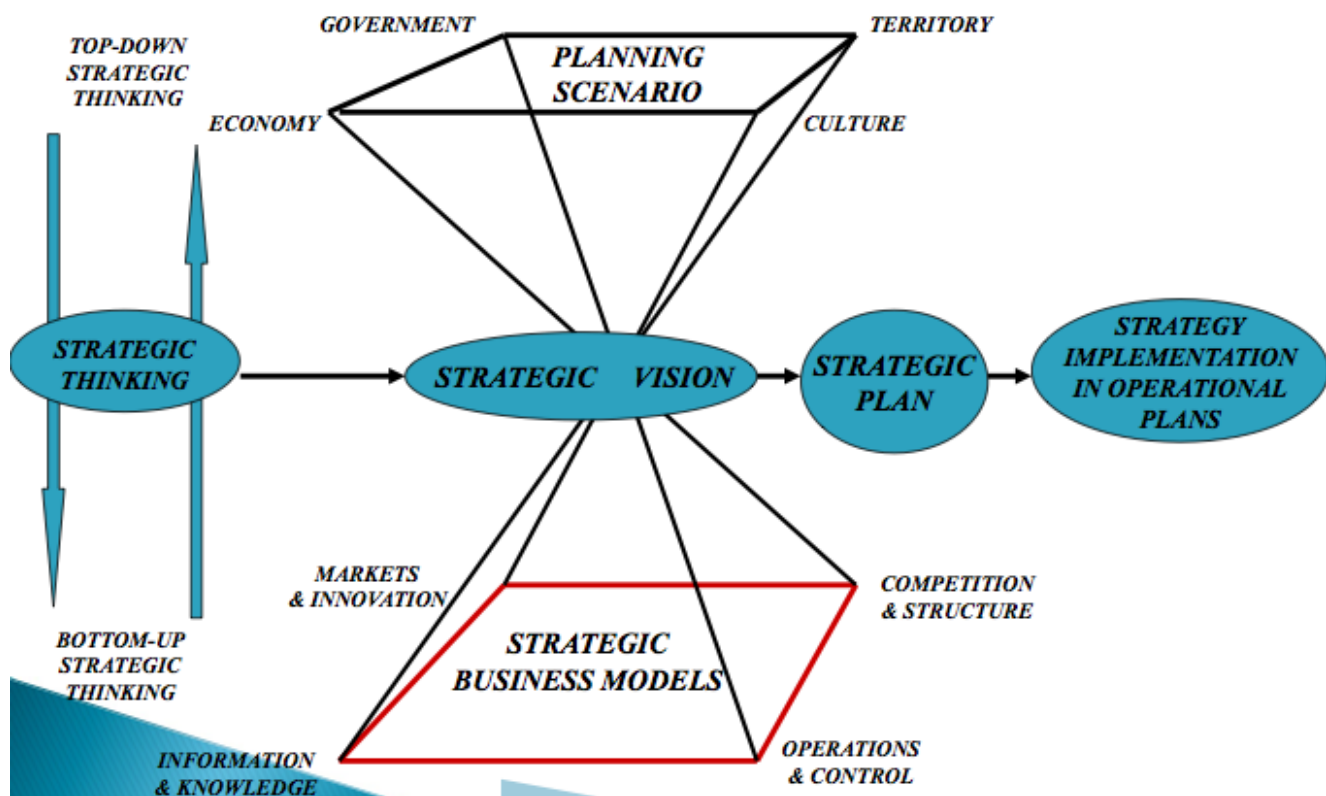 GOVERNMENT
TERRITORY
TOP-DOWN
STRATEGIC
THINKING
PLANNING
SCENARIO
ECONOMY
CULTURE
STRATEGIC
THINKING
STRATEGIC VISION
STRATEGIC
PLAN
STRATEGY
IMPLEMENTATION
IN OPERATIONAL
PLANS
MARKETS
& INNOVATION
COMPETITION
& STRUCTURE
BOTTOM-UP
STRATEGIC
THINKING
STRATEGIC
BUSINESS MODELS
INFORMATION
& KNOWLEDGE
OPERATIONS
& CONTROL